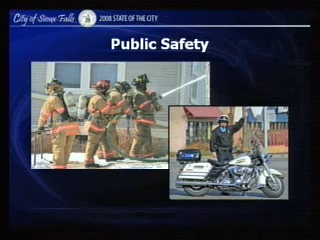 City of Sioux Falls 2008 STATE OF THE CITY
Public Safety